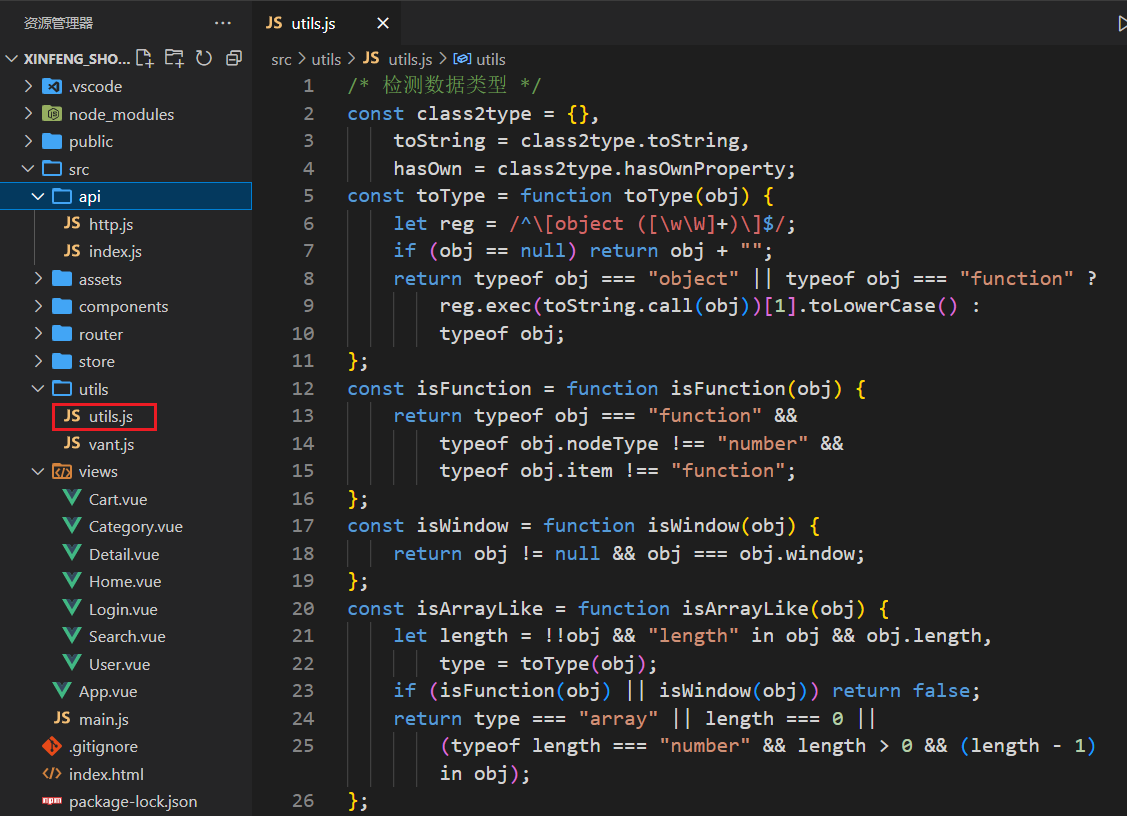 资源管理器
XINFENG_SHO...
.vscode
node_modules
public
src
api
http.js
index.js
assets
components
router
store
utils
utils.js
vant.js
views
Cart.vue
Category.vue
Detail.vue
Home.vue
Login.vue
Search.vue
User.vue
App.vue
main.js
.gitignore
index.html
package-lock.json
JS utils.js
src > utils > JS utils.js > utils
1 /* 检测数据类型 */
2 const class2type = {},
3 toString = class2type.toString,
4 hasOwn = class2type.hasOwnProperty;
5 const toType = function toType(obj) {
6 let reg = /^\[object ([\w\W]+)\]$/;
7 if (obj == null) return obj + "";
8 return typeof obj === "object" || typeof obj === "function" ?
9 reg.exec(toString.call(obj))[1].toLowerCase() :
10 typeof obj;
11 };
12 const isFunction = function isFunction(obj) {
13 return typeof obj === "function" &&
14 typeof obj.nodeType !== "number" &&
15 typeof obj.item !== "function";
16 };
17 const isWindow = function isWindow(obj) {
18 return obj != null && obj === obj.window;
19 };
20 const isArrayLike = function isArrayLike(obj) {
21 let length = !!obj && "length" in obj && obj.length,
22 type = toType(obj);
23 if (isFunction(obj) || isWindow(obj)) return false;
24 return type === "array" || length === 0 ||
25 (typeof length === "number" && length > 0 && (length - 1)
in obj);
26 };